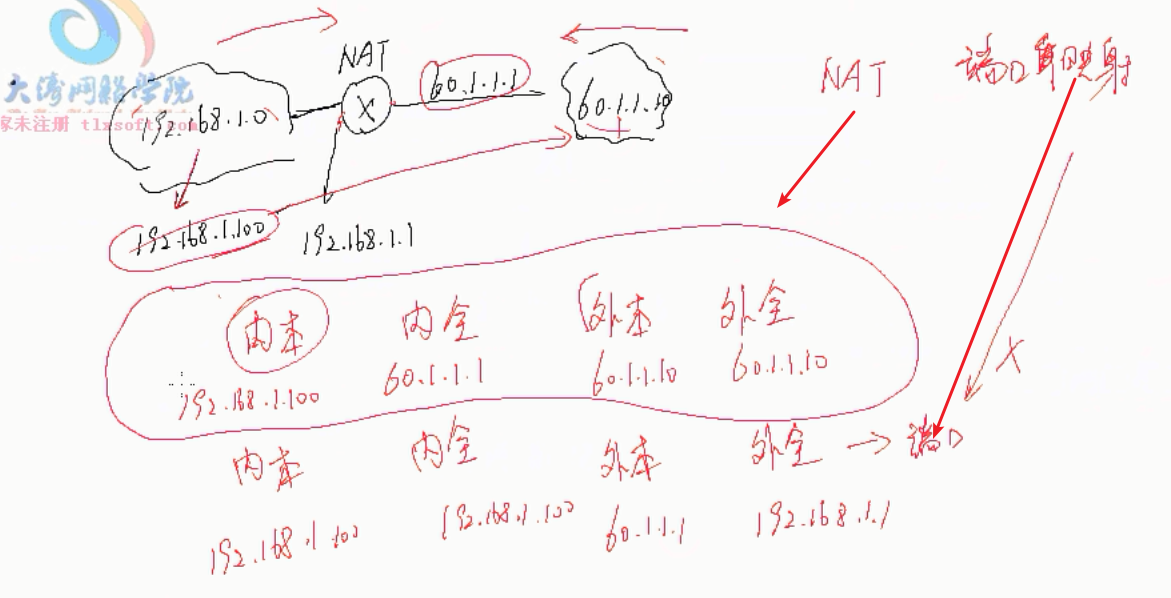 大涛网络学院
家未注册 tlxsoft.com
NAT
X
192.168.1.0
60.1.1.1
60.1.1.10
NAT
端口
映射
192.168.1.100
192.168.1.1
内本 内全 外本 外全
192.168.1.100 60.1.1.1 60.1.1.10 60.1.1.10
X
内本 内全 外本 外全 → 端口
192.168.1.100 192.168.1.100 60.1.1.1 192.168.1.1